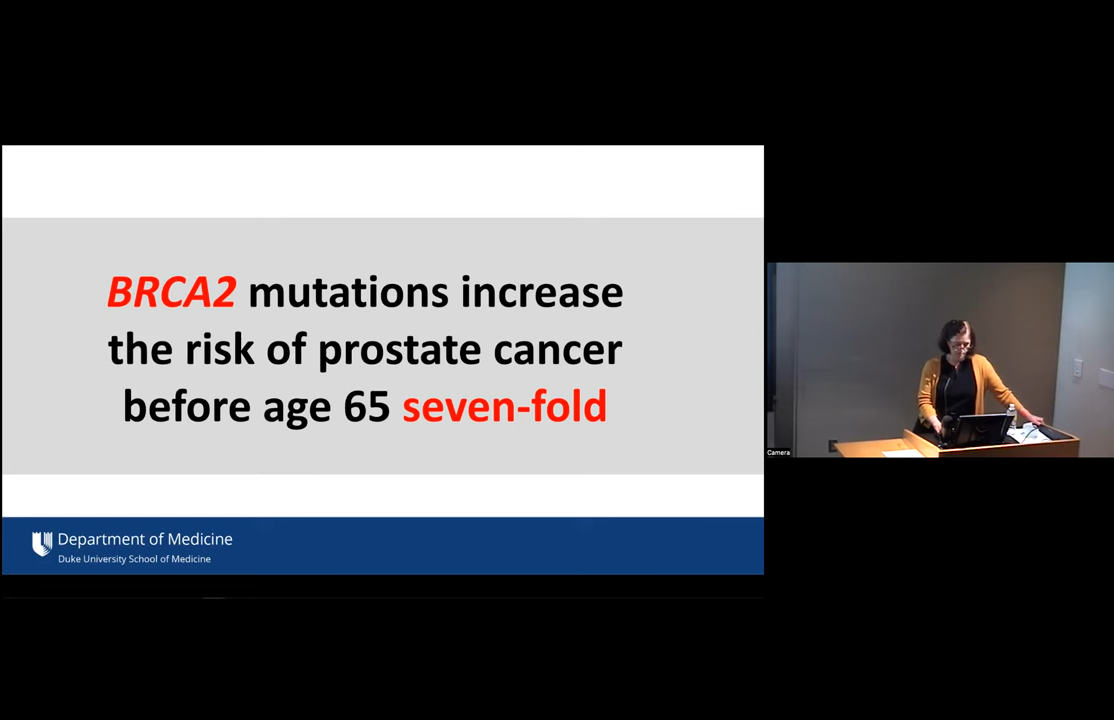 BRCA2 mutations increase
the risk of prostate cancer
before age 65 seven-fold
Department of Medicine
Duke University School of Medicine
Camera